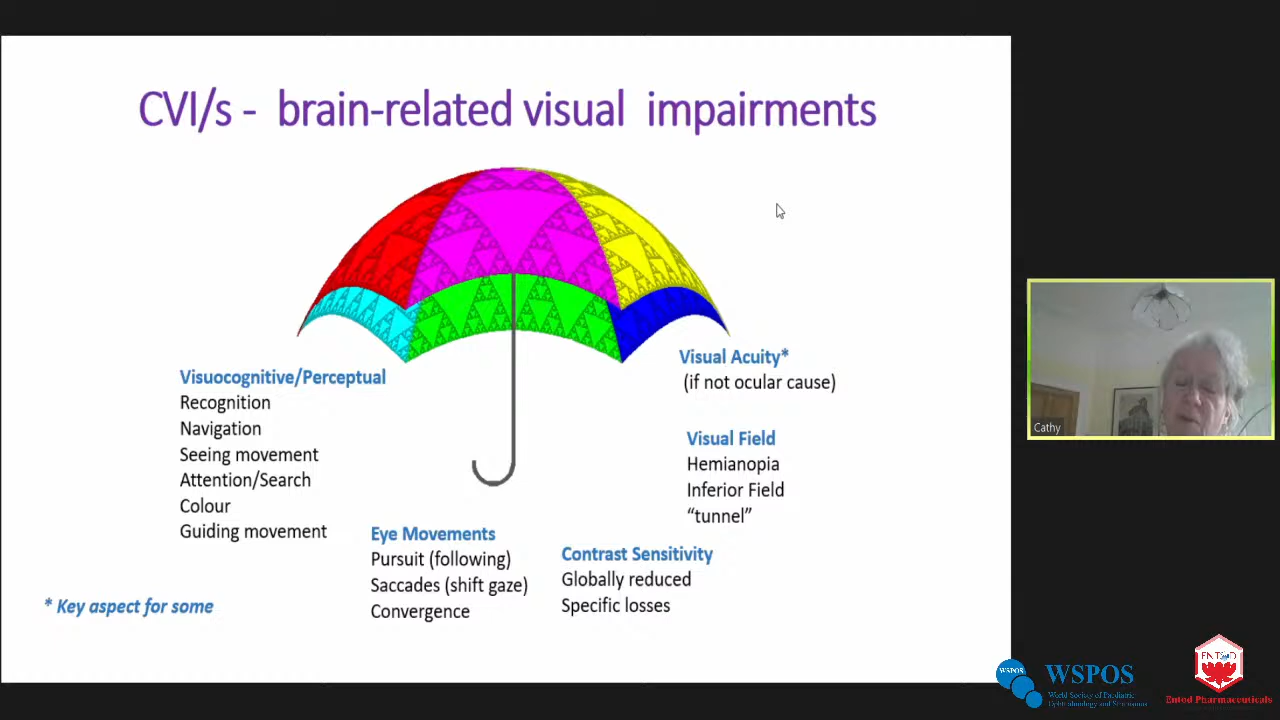 CVI/s - brain-related visual impairments
Visuocognitive/Perceptual
Recognition
Navigation
Seeing movement
Attention/Search
Colour
Guiding movement
Eye Movements
Pursuit (following)
Saccades (shift gaze)
Convergence
Contrast Sensitivity
Globally reduced
Specific losses
Visual Acuity*
(if not ocular cause)
Visual Field
Hemianopia
Inferior Field
“tunnel”
* Key aspect for some
Cathy
WSPOS
WSPOS
World Society of Paediatric
Ophthalmology and Strabismus
ENTOD
Entod Pharmaceuticals